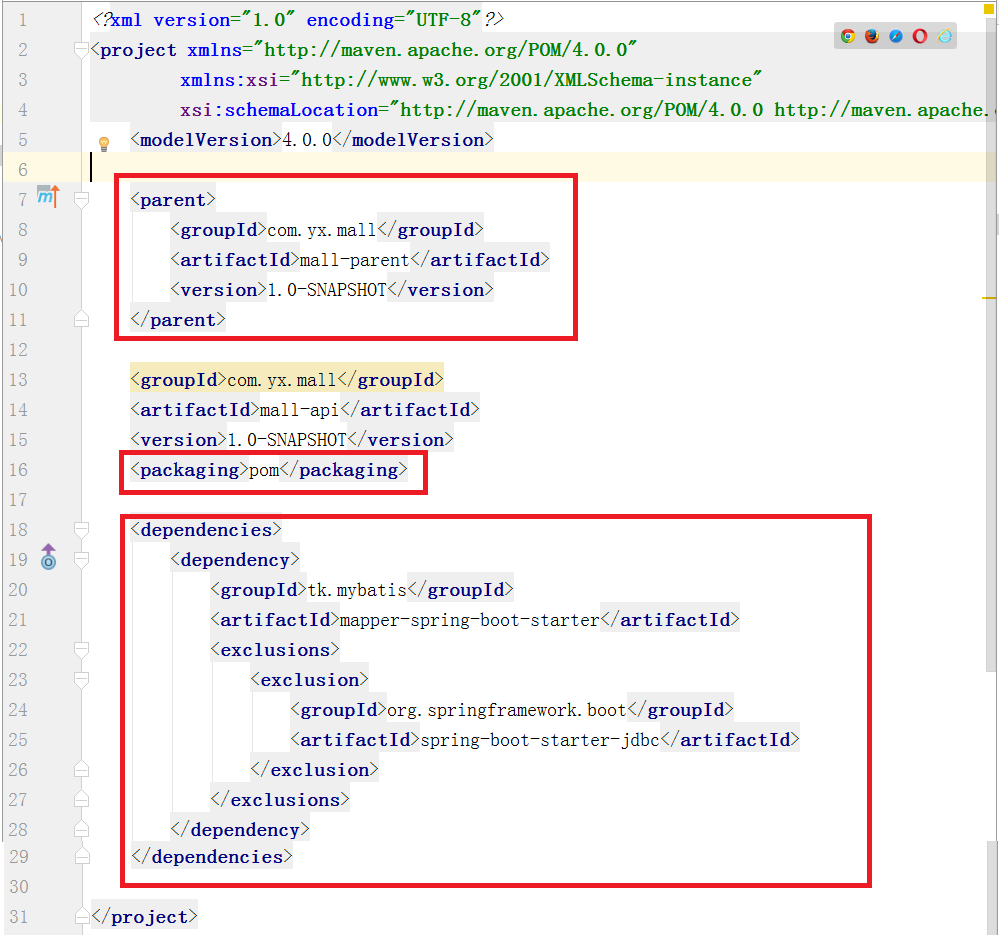 1 <?xml version="1.0" encoding="UTF-8"?>
2 <project xmlns="http://maven.apache.org/POM/4.0.0"
3 xmlns:xsi="http://www.w3.org/2001/XMLSchema-instance"
4 xsi:schemaLocation="http://maven.apache.org/POM/4.0.0 http://maven.apache.
5 <modelVersion>4.0.0</modelVersion>
6
7 <parent>
8 <groupId>com.yx.mall</groupId>
9 <artifactId>mall-parent</artifactId>
10 <version>1.0-SNAPSHOT</version>
11 </parent>
12
13 <groupId>com.yx.mall</groupId>
14 <artifactId>mall-api</artifactId>
15 <version>1.0-SNAPSHOT</version>
16 <packaging>pom</packaging>
17
18 <dependencies>
19 <dependency>
20 <groupId>tk.mybatis</groupId>
21 <artifactId>mapper-spring-boot-starter</artifactId>
22 <exclusions>
23 <exclusion>
24 <groupId>org.springframework.boot</groupId>
25 <artifactId>spring-boot-starter-jdbc</artifactId>
26 </exclusion>
27 </exclusions>
28 </dependency>
29 </dependencies>
30
31 </project>